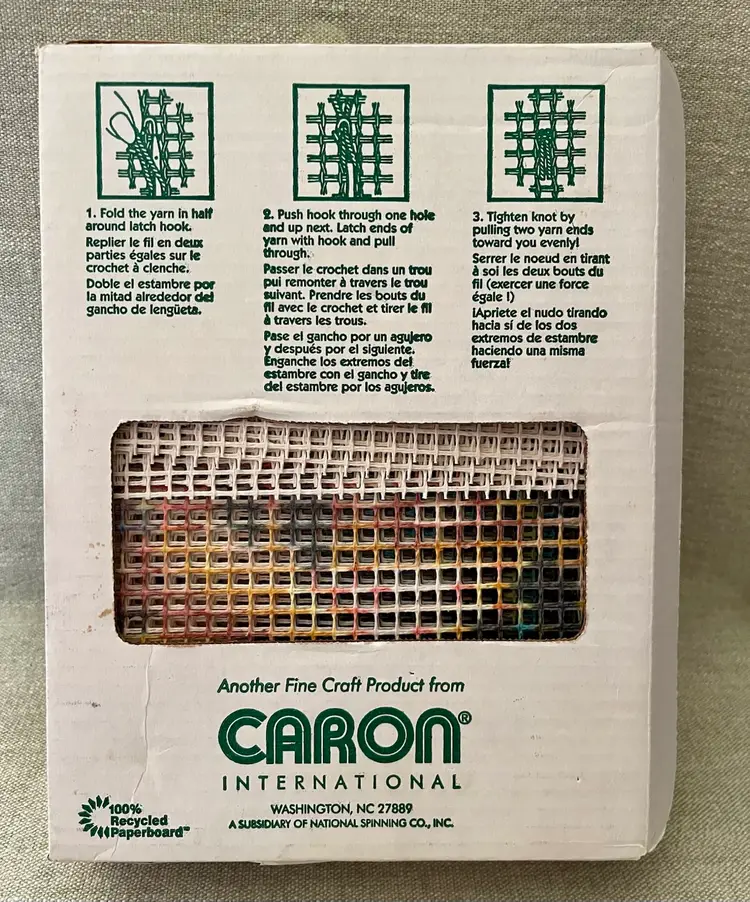 1. Fold the yarn in half
around latch hook.
Replier le fil en deux
parties égales sur le
crochet à clenche.
Doble el estambre por
la mitad alrededor del
gancho de lengüeta.
2. Push hook through one hole
and up next. Latch ends of
yarn with hook and pull
through.
Passer le crochet dans un trou
pui remonter à travers le trou
suivant. Prendre les bouts du
fil avec le crochet et tirer le fil
à travers les trous.
Pase el gancho por un agujero
y después por el siguiente.
Enganche los extremos del
estambre con el gancho y tire
del estambre por los agujeros.
3. Tighten knot by
pulling two yarn ends
toward you evenly!
Serrer le noeud en tirant
à soi les deux bouts du
fil (exercer une force
égale !)
¡Apriete el nudo tirando
hacia sí de los dos
extremos de estambre
haciendo una misma
fuerza!
Another Fine Craft Product from
CARON®
INTERNATIONAL
WASHINGTON, NC 27889
A SUBSIDIARY OF NATIONAL SPINNING CO., INC.
100%
Recycled
Paperboard™